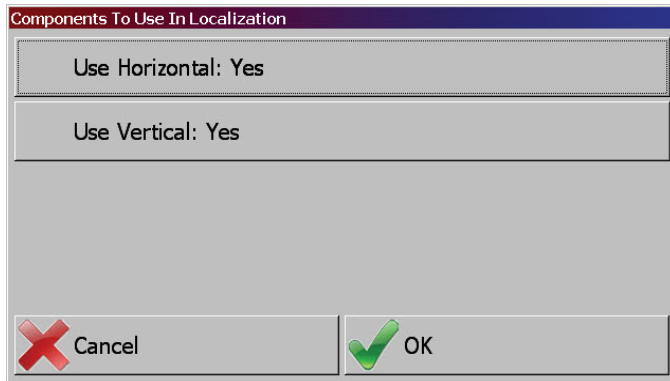 Components To Use In Localization
Use Horizontal: Yes
Use Vertical: Yes
Cancel
OK